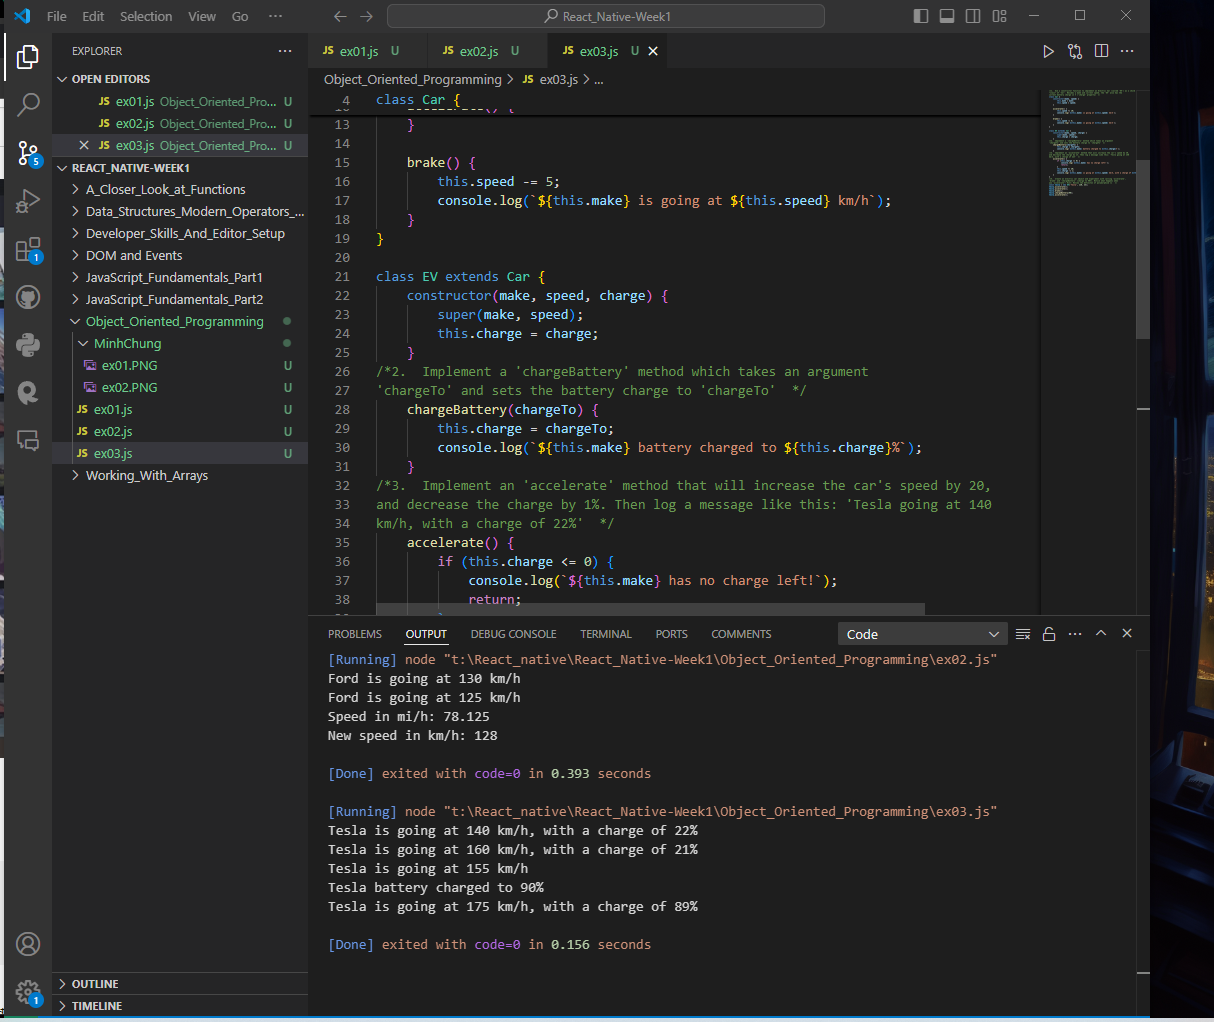 File Edit Selection View Go ··· React_Native-Week1
EXPLORER ···
OPEN EDITORS
JS ex01.js Object_Oriented_Pro... U
JS ex02.js Object_Oriented_Pro... U
JS ex03.js Object_Oriented_Pro... U
REACT_NATIVE-WEEK1
A_Closer_Look_at_Functions
Data_Structures_Modern_Operators_...
Developer_Skills_And_Editor_Setup
DOM and Events
JavaScript_Fundamentals_Part1
JavaScript_Fundamentals_Part2
Object_Oriented_Programming
MinhChung
ex01.PNG U
ex02.PNG U
JS ex01.js U
JS ex02.js U
JS ex03.js U
Working_With_Arrays
OUTLINE
TIMELINE
5
1
1
JS ex01.js U JS ex02.js U JS ex03.js U
Object_Oriented_Programming > JS ex03.js > ...
4 class Car {
13 }
14
15 brake() {
16 this.speed -= 5;
17 console.log(`${this.make} is going at ${this.speed} km/h`);
18 }
19 }
20
21 class EV extends Car {
22 constructor(make, speed, charge) {
23 super(make, speed);
24 this.charge = charge;
25 }
26 /*2.  Implement a 'chargeBattery' method which takes an argument
27 'chargeTo' and sets the battery charge to 'chargeTo'  */
28 chargeBattery(chargeTo) {
29 this.charge = chargeTo;
30 console.log(`${this.make} battery charged to ${this.charge}%`);
31 }
32 /*3.  Implement an 'accelerate' method that will increase the car's speed by 20,
33 and decrease the charge by 1%. Then log a message like this: 'Tesla going at 140
34 km/h, with a charge of 22%'  */
35 accelerate() {
36 if (this.charge <= 0) {
37 console.log(`${this.make} has no charge left!`);
38 return;
PROBLEMS OUTPUT DEBUG CONSOLE TERMINAL PORTS COMMENTS Code
[Running] node "t:\React_native\React_Native-Week1\Object_Oriented_Programming\ex02.js"
Ford is going at 130 km/h
Ford is going at 125 km/h
Speed in mi/h: 78.125
New speed in km/h: 128
[Done] exited with code=0 in 0.393 seconds
[Running] node "t:\React_native\React_Native-Week1\Object_Oriented_Programming\ex03.js"
Tesla is going at 140 km/h, with a charge of 22%
Tesla is going at 160 km/h, with a charge of 21%
Tesla is going at 155 km/h
Tesla battery charged to 90%
Tesla is going at 175 km/h, with a charge of 89%
[Done] exited with code=0 in 0.156 seconds